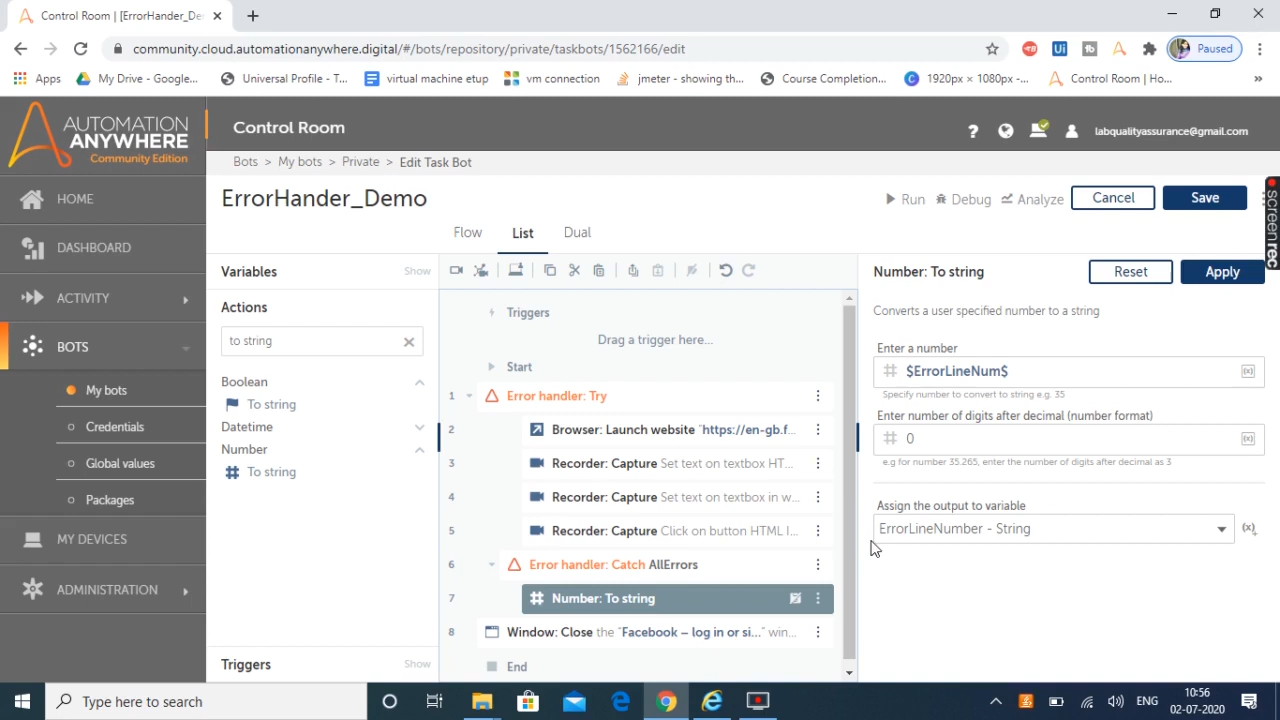 Control Room | [ErrorHander_De
community.cloud.automationanywhere.digital/#/bots/repository/private/taskbots/1562166/edit
Paused
Apps
My Drive - Google...
Universal Profile - T...
virtual machine etup
vm connection
jmeter - showing th...
Course Completion...
1920px × 1080px –...
Control Room | Ho...
»
AUTOMATION
ANYWHERE
Community Edition
Control Room
labqualityassurance@gmail.com
Bots > My bots > Private > Edit Task Bot
ErrorHander_Demo
Run
Debug
Analyze
Cancel
Save
screenrec
Flow
List
Dual
HOME
DASHBOARD
ACTIVITY
BOTS
My bots
Credentials
Global values
Packages
MY DEVICES
ADMINISTRATION
Variables
Show
Actions
to string
Boolean
To string
Datetime
Number
To string
Triggers
Show
Triggers
Drag a trigger here...
Start
1 Error handler: Try
2 Browser: Launch website "https://en-gb.f...
3 Recorder: Capture Set text on textbox HT...
4 Recorder: Capture Set text on textbox in w...
5 Recorder: Capture Click on button HTML I...
6 Error handler: Catch AllErrors
7 Number: To string
8 Window: Close the "Facebook – log in or si..." win...
End
Number: To string
Reset
Apply
Converts a user specified number to a string
Enter a number
$ErrorLineNum$
Specify number to convert to string e.g. 35
Enter number of digits after decimal (number format)
0
e.g for number 35.265, enter the number of digits after decimal as 3
Assign the output to variable
ErrorLineNumber - String
Type here to search
ENG
10:56
02-07-2020